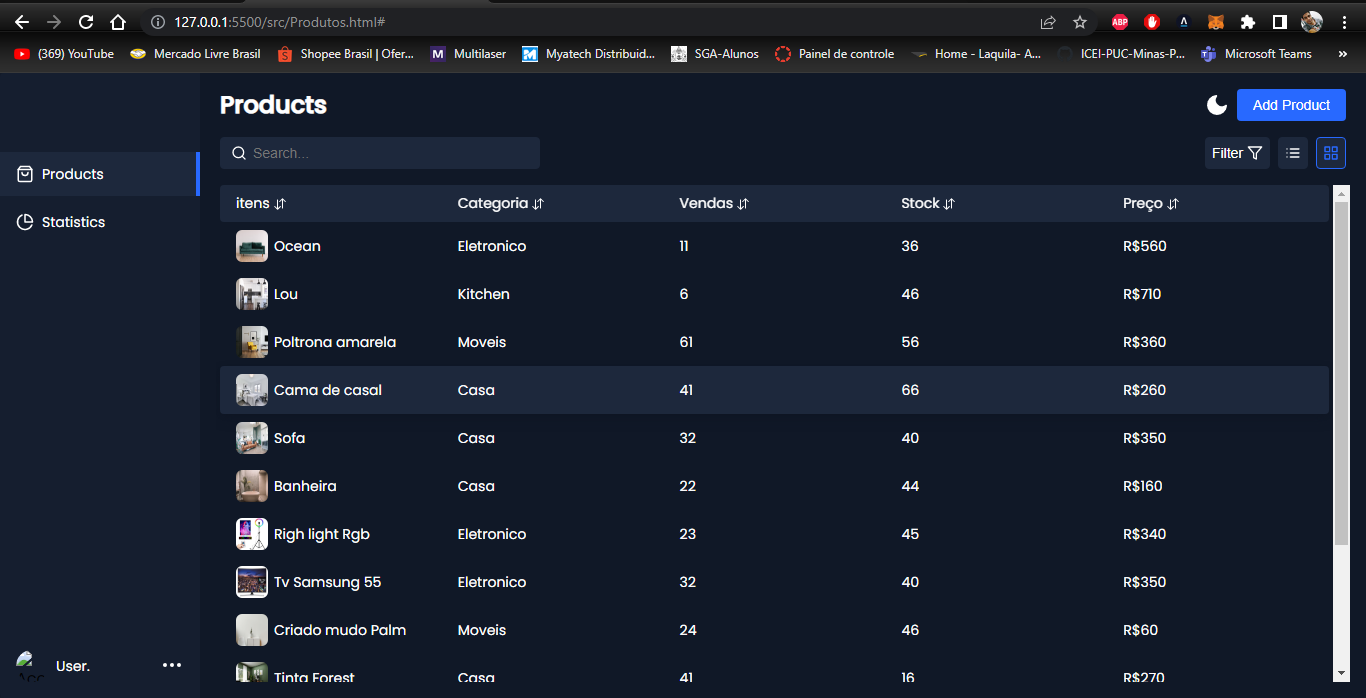 127.0.0.1:5500/src/Produtos.html#
ABP
(369) YouTube Mercado Livre Brasil Shopee Brasil | Ofer... M Multilaser Myatech Distribuid... SGA-Alunos Painel de controle Home - Laquila- A... ICEI-PUC-Minas-P... Microsoft Teams »
Products Add Product
Search... Filter
Products
Statistics
itens Categoria Vendas Stock Preço
Ocean Eletronico 11 36 R$560
Lou Kitchen 6 46 R$710
Poltrona amarela Moveis 61 56 R$360
Cama de casal Casa 41 66 R$260
Sofa Casa 32 40 R$350
Banheira Casa 22 44 R$160
Righ light Rgb Eletronico 23 45 R$340
Tv Samsung 55 Eletronico 32 40 R$350
Criado mudo Palm Moveis 24 46 R$60
Tinta Forest Casa 41 16 R$270
User. •••